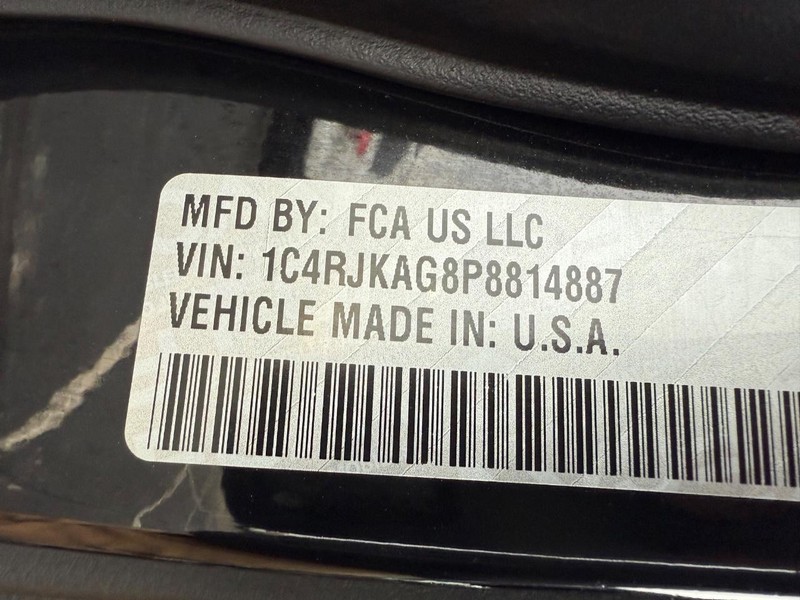 MFD BY: FCA US LLC
VIN: 1C4RJKAG8P8814887
VEHICLE MADE IN: U.S.A.